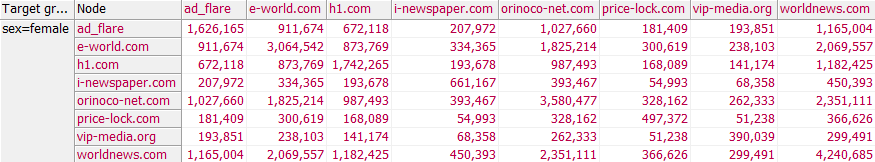 Target gr... Node ad_flare e-world.com h1.com i-newspaper.com orinoco-net.com price-lock.com vip-media.org worldnews.com
sex=female ad_flare 1,626,165 911,674 672,118 207,972 1,027,660 181,409 193,851 1,165,004
e-world.com 911,674 3,064,542 873,769 334,365 1,825,214 300,619 238,103 2,069,557
h1.com 672,118 873,769 1,742,265 193,678 987,493 168,089 141,174 1,182,425
i-newspaper.com 207,972 334,365 193,678 661,167 393,467 54,993 68,358 450,393
orinoco-net.com 1,027,660 1,825,214 987,493 393,467 3,580,477 328,162 262,333 2,351,111
price-lock.com 181,409 300,619 168,089 54,993 328,162 497,372 51,238 366,626
vip-media.org 193,851 238,103 141,174 68,358 262,333 51,238 390,039 299,491
worldnews.com 1,165,004 2,069,557 1,182,425 450,393 2,351,111 366,626 299,491 4,240,685